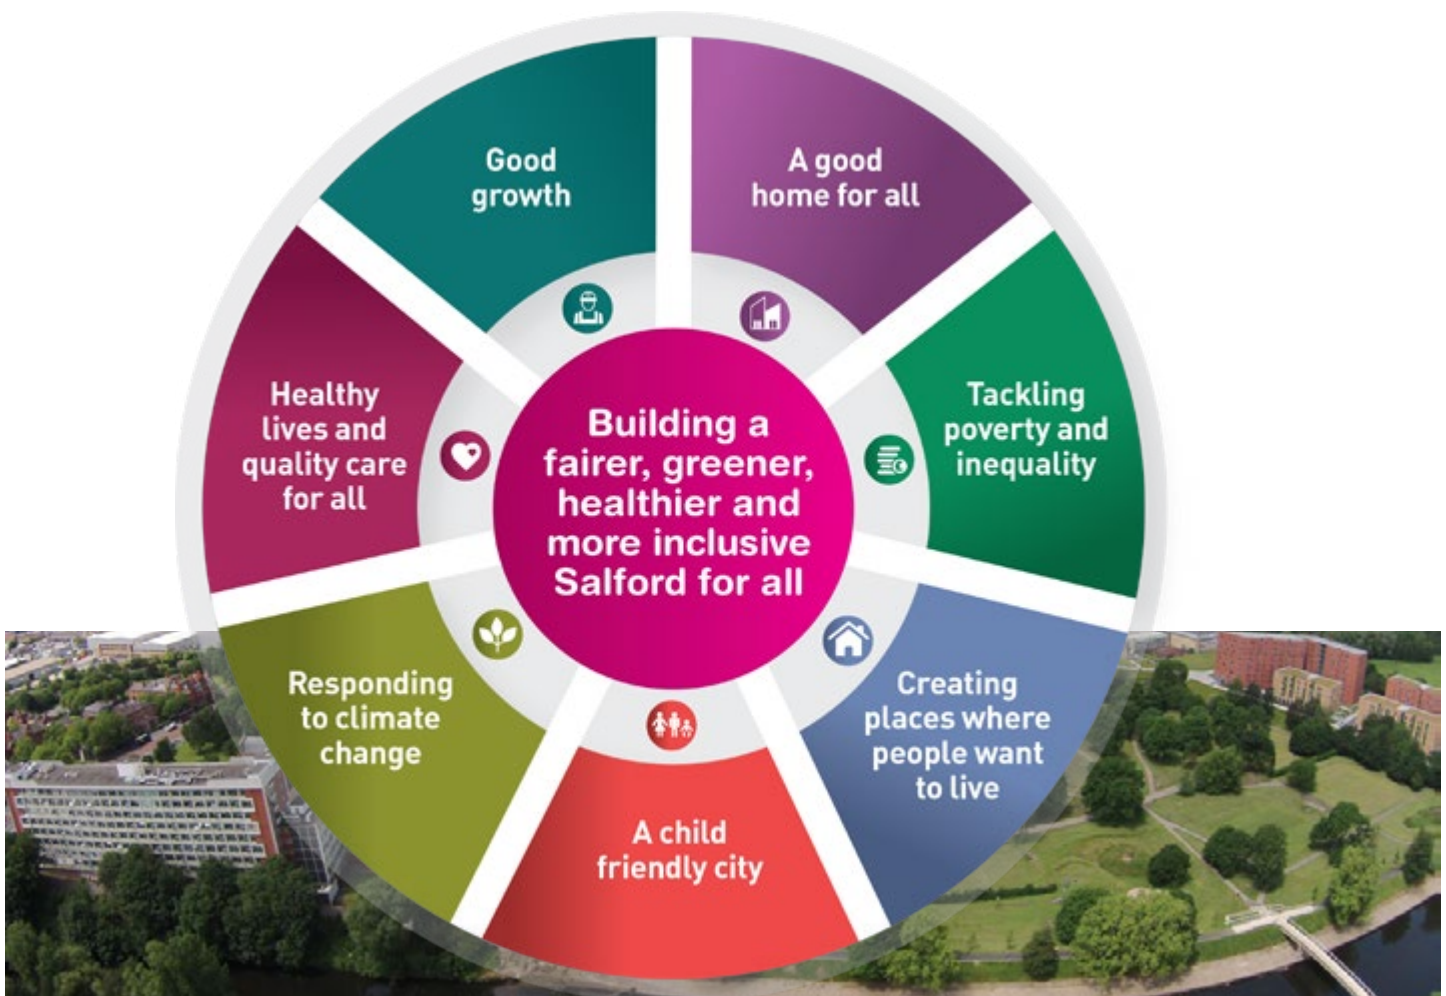 Good
growth
A good
home for all
Tackling
poverty and
inequality
Creating
places where
people want
to live
A child
friendly city
Responding
to climate
change
Healthy
lives and
quality care
for all
Building a
fairer, greener,
healthier and
more inclusive
Salford for all